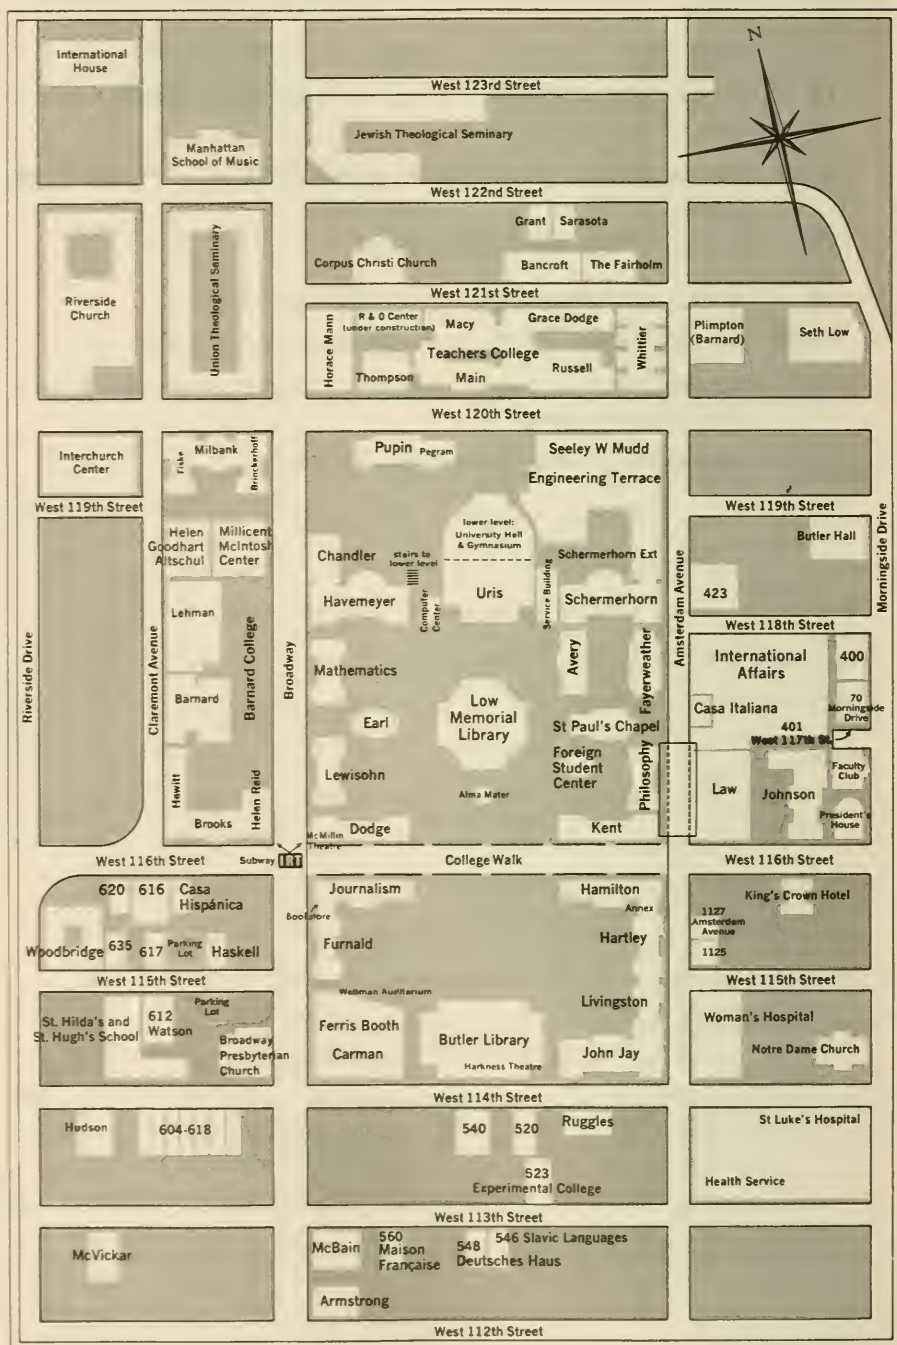 N
International
House
West 123rd Street
Jewish Theological Seminary
Manhattan
School of Music
West 122nd Street
Grant
Sarasota
Corpus Christi Church
Bancroft
The Fairholm
West 121st Street
Riverside
Church
Union Theological Seminary
Horace Mann
R & D Center
(under construction)
Macy
Grace Dodge
Teachers College
Thompson
Main
Russell
Whittier
Plimpton
(Barnard)
Seth Low
West 120th Street
Interchurch
Center
West 119th Street
Fiske
Milbank
Brinckerhoff
Pupin
Pegram
Seeley W Mudd
Engineering Terrace
West 119th Street
Helen
Goodhart
Altschul
Millicent
McIntosh
Center
lower level:
University Hall
& Gymnasium
Chandler
stairs to
lower level
Schermerhorn Ext
Butler Hall
Havemeyer
Computer
Center
Uris
Service Building
Schermerhorn
423
Morningside Drive
Amsterdam Avenue
West 118th Street
Lehman
Riverside Drive
Claremont Avenue
Barnard College
Broadway
Barnard
Mathematics
Avery
Fayerweather
International
Affairs
400
Casa Italiana
70
Morningside
Drive
401
West 117th St.
Earl
Low
Memorial
Library
St Paul's Chapel
Foreign
Student
Center
Philosophy
Hewitt
Helen Reid
Lewisohn
Alma Mater
Law
Johnson
Faculty
Club
President's
House
Brooks
Dodge
McMillin
Theatre
Kent
West 116th Street
Subway
IRT
College Walk
West 116th Street
620
616
Casa
Hispánica
Journalism
Bookstore
Hamilton
Annex
King's Crown Hotel
1127
Amsterdam
Avenue
1125
Woodbridge
635
617
Parking
Lot
Haskell
Furnald
Hartley
West 115th Street
West 115th Street
St. Hilda's and
St. Hugh's School
612
Watson
Parking
Lot
Broadway
Presbyterian
Church
Wollman Auditorium
Ferris Booth
Carman
Butler Library
Harkness Theatre
Livingston
John Jay
Woman's Hospital
Notre Dame Church
West 114th Street
Hudson
604-618
540
520
Ruggles
523
Experimental College
St Luke's Hospital
Health Service
West 113th Street
McVickar
McBain
560
Maison
Française
548
Deutsches Haus
546 Slavic Languages
Armstrong
West 112th Street